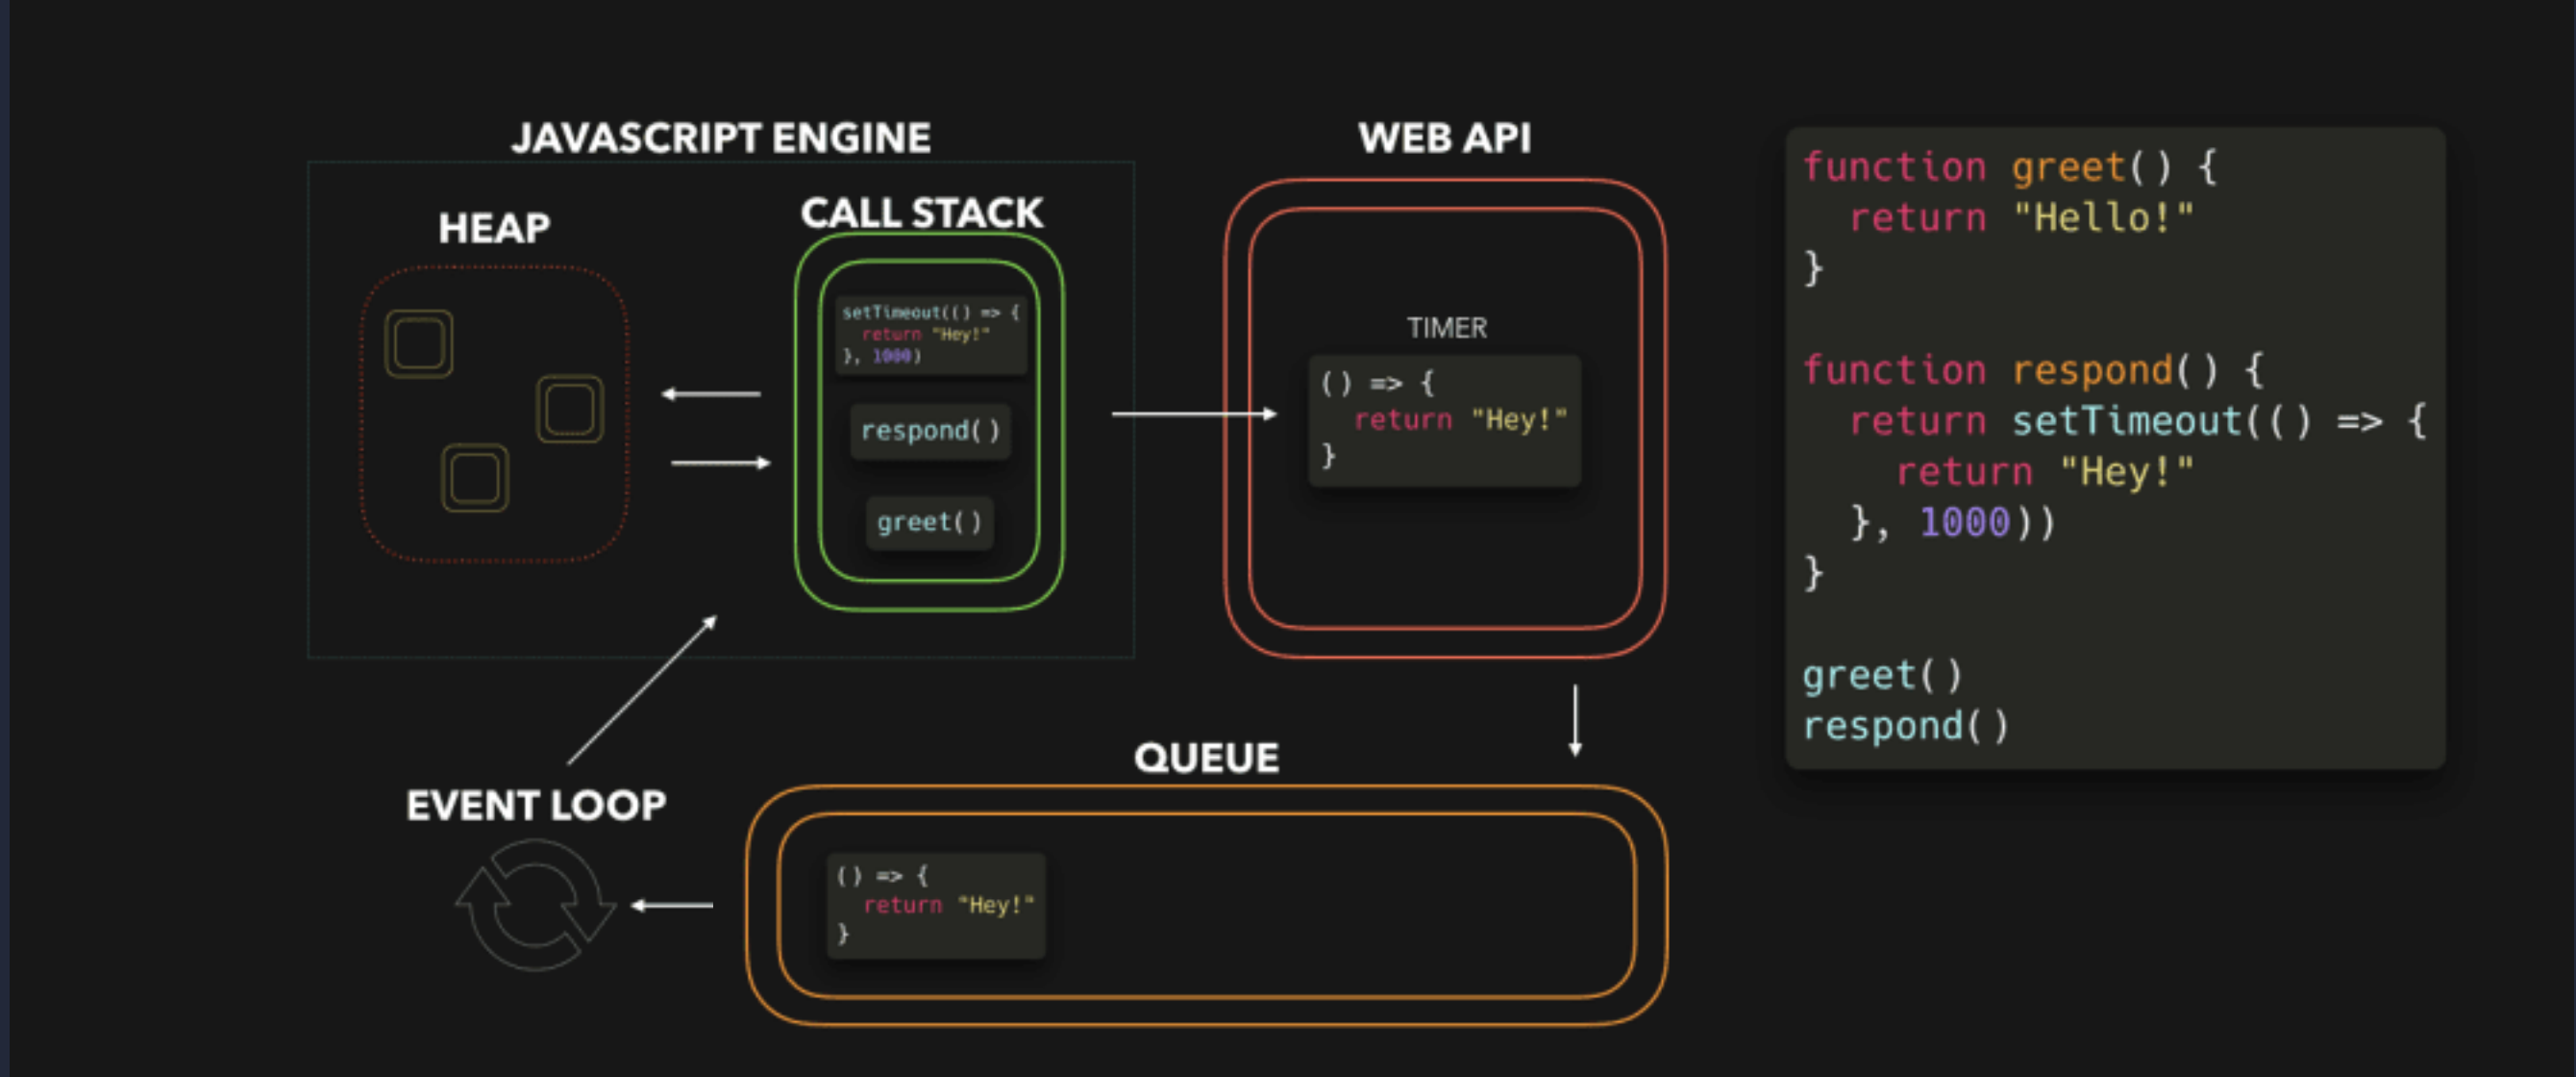 JAVASCRIPT ENGINE
HEAP
CALL STACK
setTimeout(() => {
  return "Hey!"
}, 1000)
respond()
greet()
WEB API
TIMER
() => {
  return "Hey!"
}
function greet() {
  return "Hello!"
}
function respond() {
  return setTimeout(() => {
    return "Hey!"
  }, 1000))
}
greet()
respond()
EVENT LOOP
QUEUE
() => {
  return "Hey!"
}